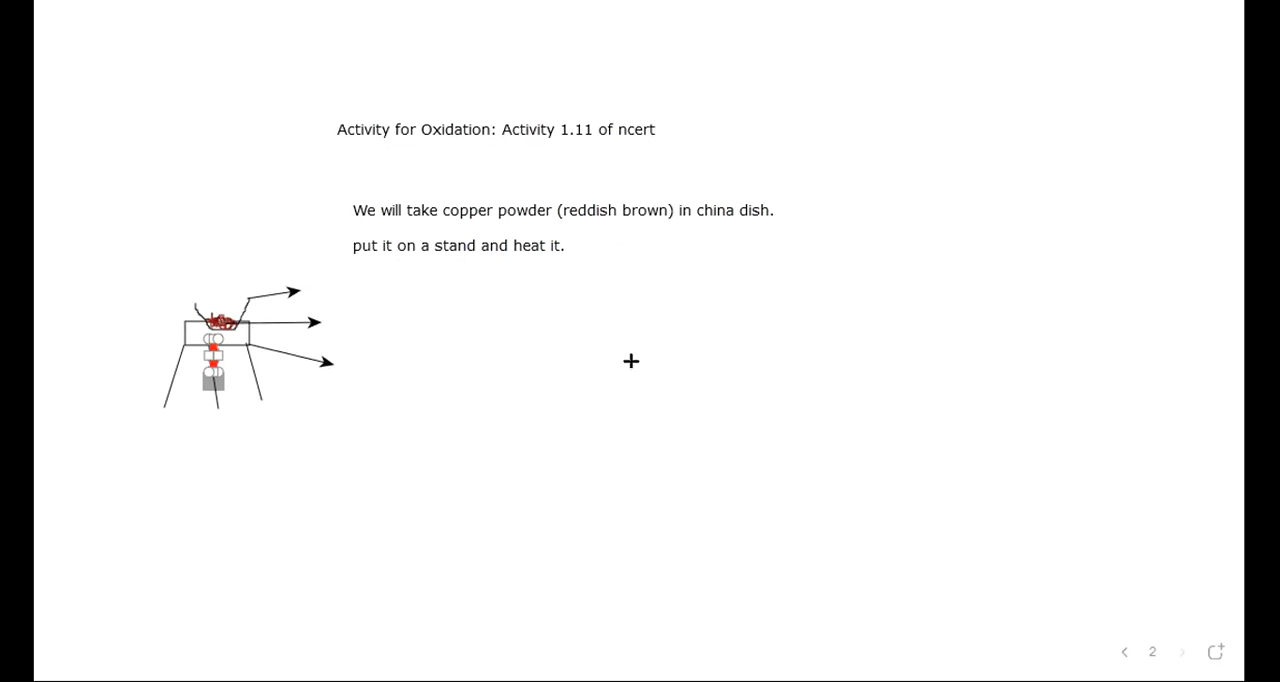 Activity for Oxidation: Activity 1.11 of ncert
We will take copper powder (reddish brown) in china dish.
put it on a stand and heat it.
2